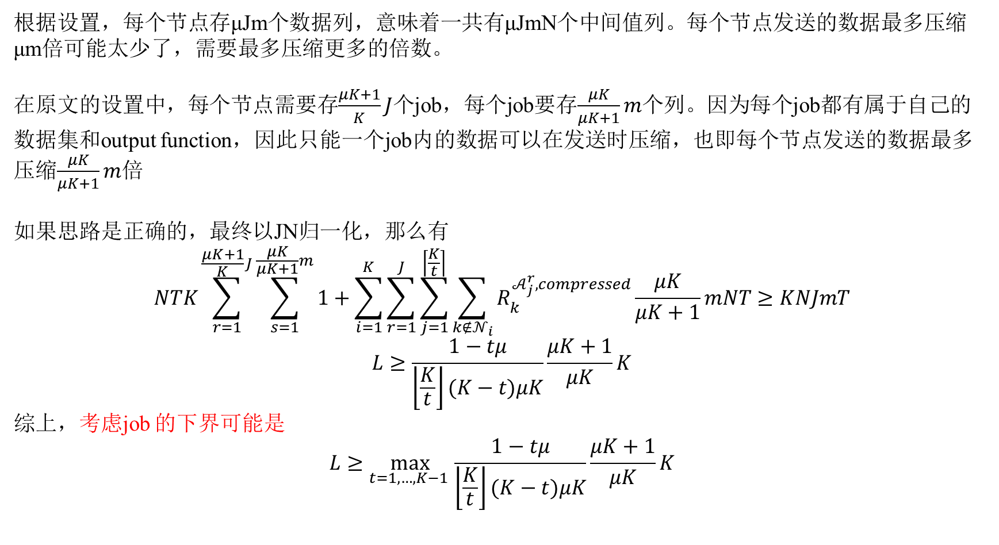 根据设置，每个节点存μJm个数据列，意味着一共有μJmN个中间值列。每个节点发送的数据最多压缩
μm倍可能太少了，需要最多压缩更多的倍数。
在原文的设置中，每个节点需要存$\frac{\mu K+1}{K}J$个job，每个job要存$\frac{\mu K}{\mu K+1}m$个列。因为每个job都有属于自己的
数据集和output function，因此只能一个job内的数据可以在发送时压缩，也即每个节点发送的数据最多
压缩$\frac{\mu K}{\mu K+1}m$倍
如果思路是正确的，最终以JN归一化，那么有
$NTK\sum_{r=1}^{\frac{\mu K+1}{K}J}\sum_{s=1}^{\frac{\mu K}{\mu K+1}m}1+\sum_{i=1}^{K}\sum_{r=1}^{J}\sum_{j=1}^{\left\lceil\frac{K}{t}\right\rceil}\sum_{k\notin\mathcal{N}_i}R_k^{\mathcal{A}_j^r,compressed}\frac{\mu K}{\mu K+1}mNT\geq KNJmT$
$L\geq\frac{1-t\mu}{\left\lfloor\frac{K}{t}\right\rfloor(K-t)\mu K}\frac{\mu K+1}{\mu K}K$
综上，考虑job 的下界可能是
$L\geq\max_{t=1,\ldots,K-1}\frac{1-t\mu}{\left\lfloor\frac{K}{t}\right\rfloor(K-t)\mu K}\frac{\mu K+1}{\mu K}K$